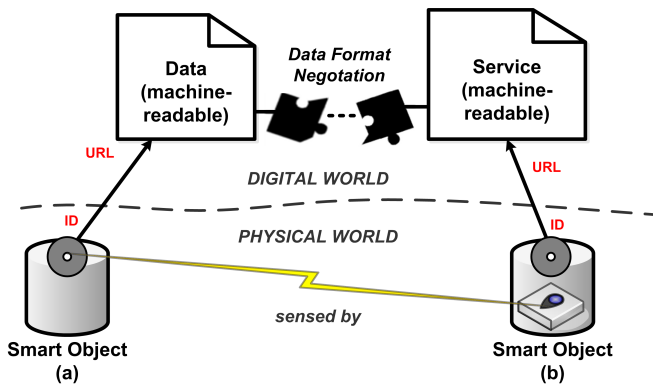 Data
(machine-
readable)
Data Format
Negotation
Service
(machine-
readable)
URL
URL
DIGITAL WORLD
ID
ID
PHYSICAL WORLD
sensed by
Smart Object
(a)
Smart Object
(b)